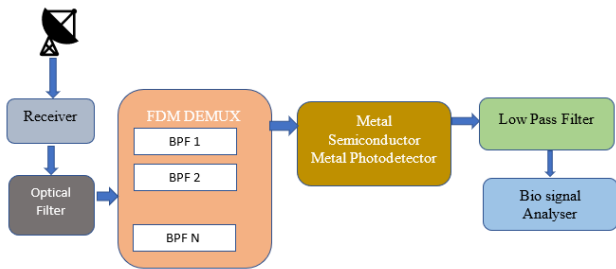 Receiver
Optical
Filter
FDM DEMUX
BPF 1
BPF 2
BPF N
Metal
Semiconductor
Metal Photodetector
Low Pass Filter
Bio signal
Analyser